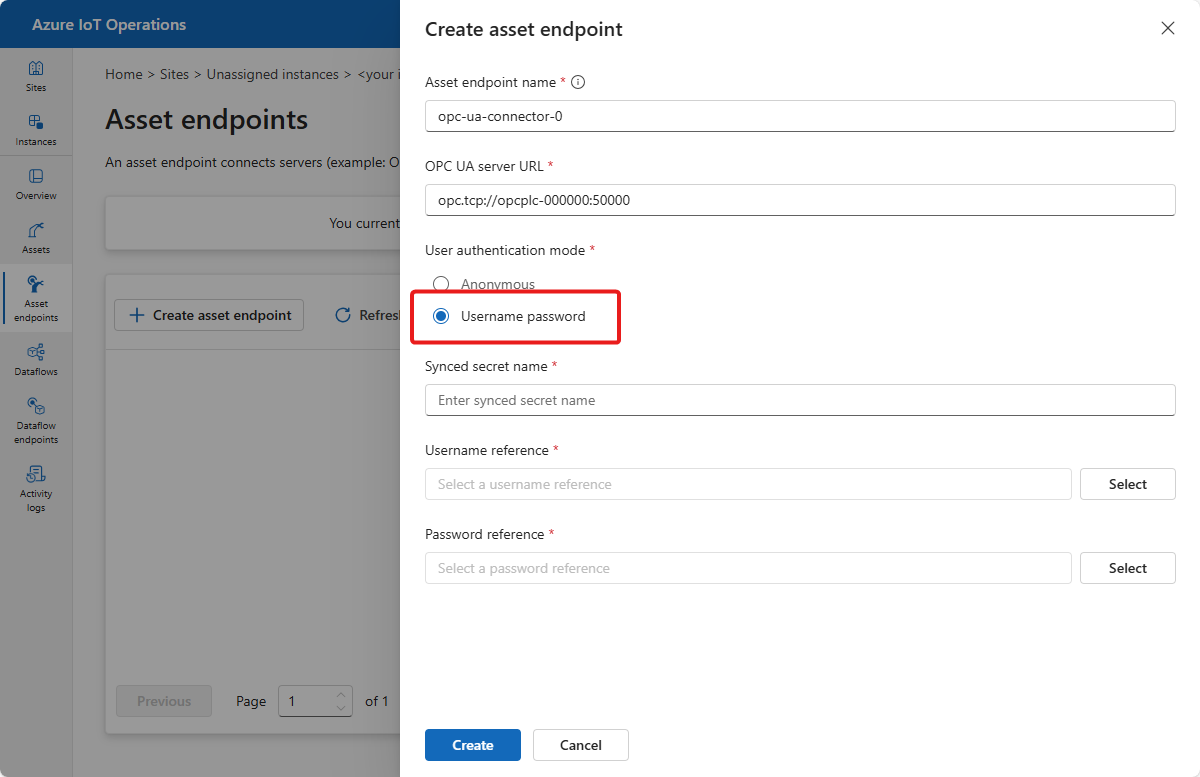 Azure IoT Operations
Sites
Instances
Overview
Assets
Asset
endpoints
Dataflows
Dataflow
endpoints
Activity
logs
Home > Sites > Unassigned instances > <your i
Asset endpoints
An asset endpoint connects servers (example: O
You current
Create asset endpoint
Refres
Previous
Page
1
of 1
Create asset endpoint
Asset endpoint name *
opc-ua-connector-0
OPC UA server URL *
opc.tcp://opcplc-000000:50000
User authentication mode *
Anonymous
Username password
Synced secret name *
Enter synced secret name
Username reference *
Select a username reference
Select
Password reference *
Select a password reference
Select
Create
Cancel